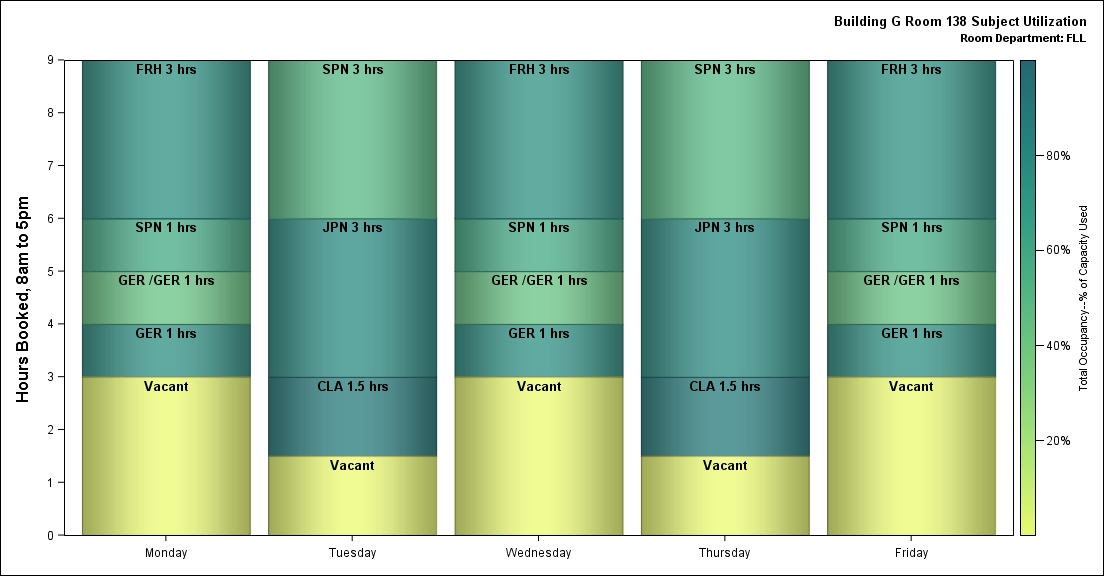 Building G Room 138 Subject Utilization
Room Department: FLL
Hours Booked, 8am to 5pm
9
8
7
6
5
4
3
2
1
0
FRH 3 hrs
SPN 1 hrs
GER /GER 1 hrs
GER 1 hrs
Vacant
SPN 3 hrs
JPN 3 hrs
CLA 1.5 hrs
Vacant
FRH 3 hrs
SPN 1 hrs
GER /GER 1 hrs
GER 1 hrs
Vacant
SPN 3 hrs
JPN 3 hrs
CLA 1.5 hrs
Vacant
FRH 3 hrs
SPN 1 hrs
GER /GER 1 hrs
GER 1 hrs
Vacant
Monday
Tuesday
Wednesday
Thursday
Friday
80%
60%
40%
20%
Total Occupancy--% of Capacity Used